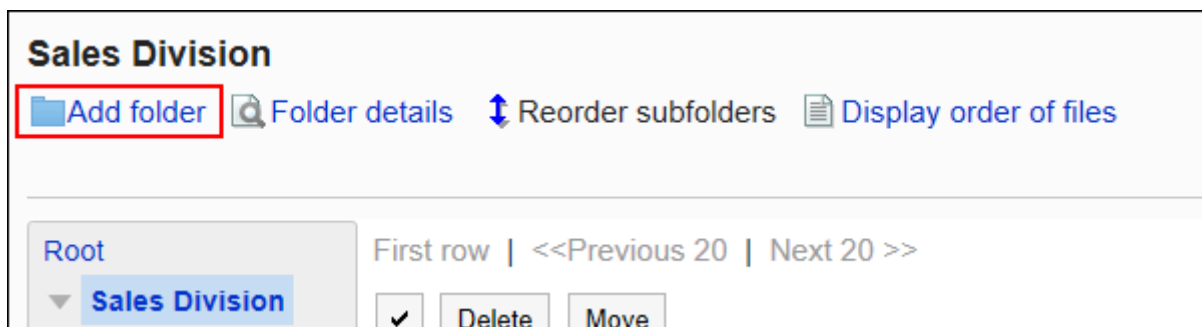 Sales Division
Add folder Folder details Reorder subfolders Display order of files
Root
Sales Division
First row | <<Previous 20 | Next 20 >>
Delete Move